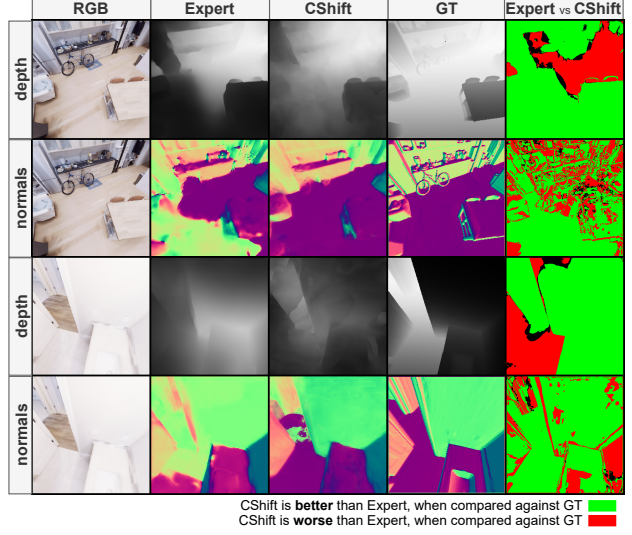 RGB Expert CShift GT Expert vs CShift
depth
normals
depth
normals
CShift is better than Expert, when compared against GT
CShift is worse than Expert, when compared against GT